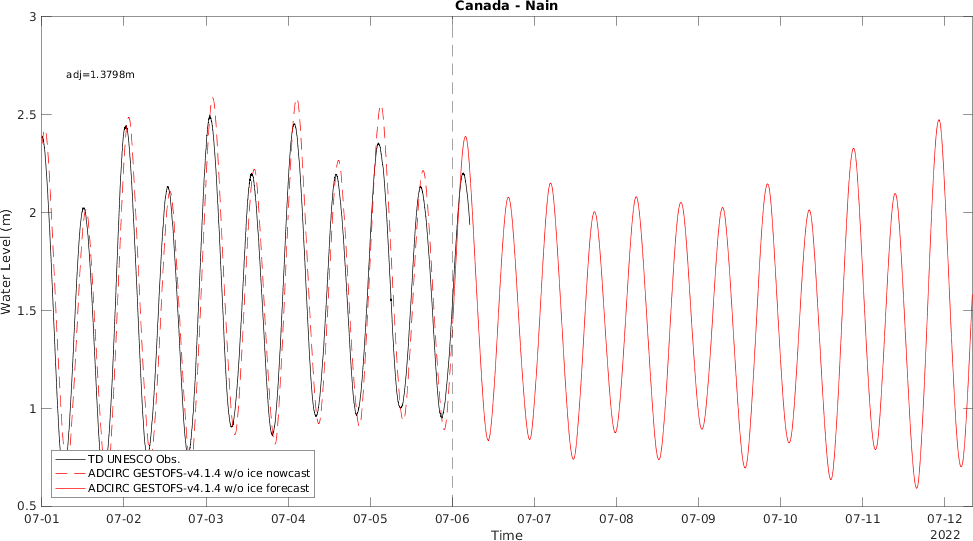 Canada - Nain
3
adj=1.3798m
2.5
2
Water Level (m)
1.5
1
TD UNESCO Obs.
ADCIRC GESTOFS-v4.1.4 w/o ice nowcast
ADCIRC GESTOFS-v4.1.4 w/o ice forecast
0.5
07-01 07-02 07-03 07-04 07-05 07-06 07-07 07-08 07-09 07-10 07-11 07-12
Time
2022